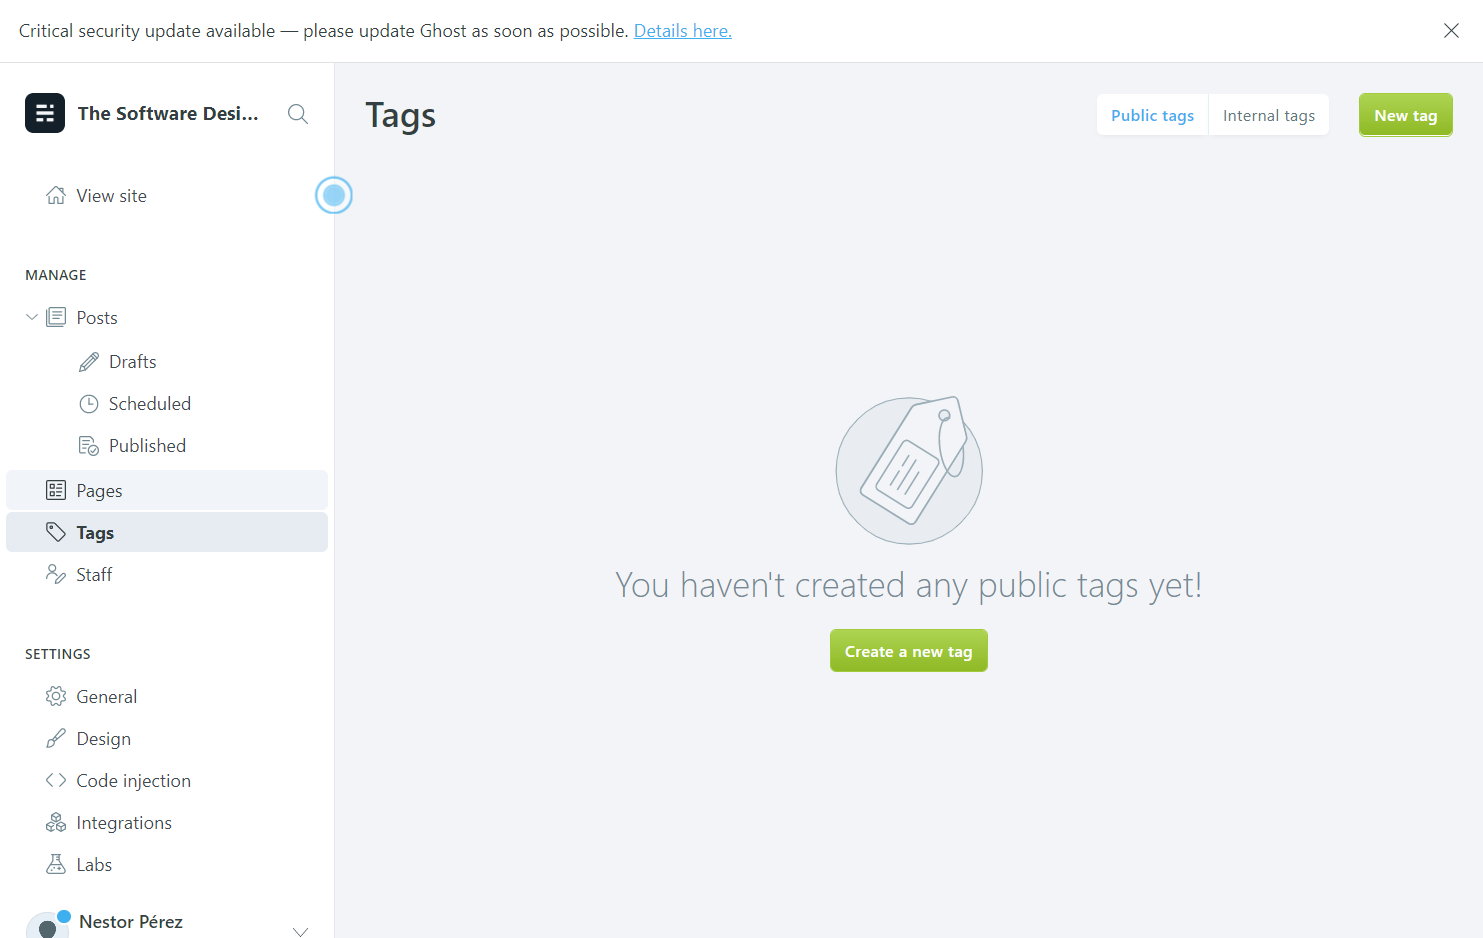 Critical security update available — please update Ghost as soon as possible. Details here.
The Software Desi...
Tags
Public tags
Internal tags
New tag
View site
MANAGE
Posts
Drafts
Scheduled
Published
Pages
Tags
Staff
You haven't created any public tags yet!
Create a new tag
SETTINGS
General
Design
Code injection
Integrations
Labs
Nestor Pérez